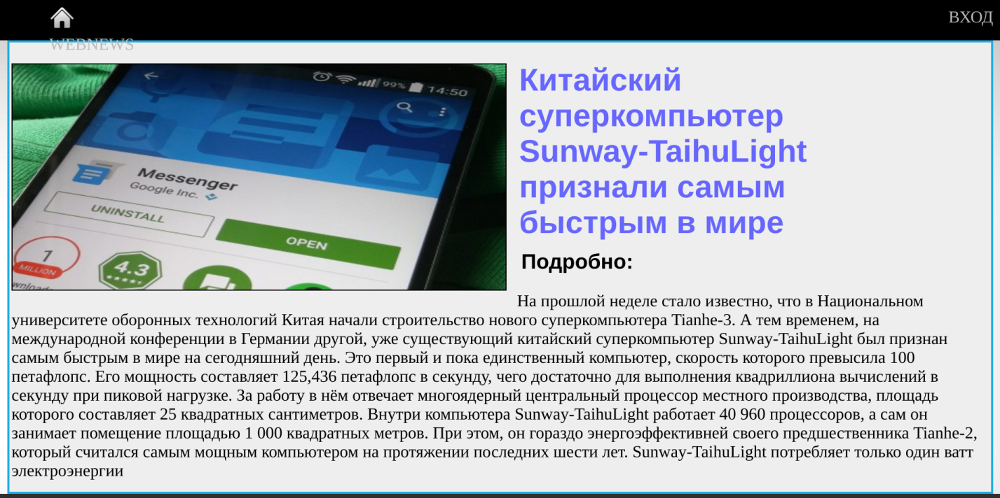 ВХОД
WEBNEWS
99% 14:50
Messenger
Google Inc.
UNINSTALL
OPEN
1
MILLION
4.3
Китайский
суперкомпьютер
Sunway-TaihuLight
признали самым
быстрым в мире
Подробно:
На прошлой неделе стало известно, что в Национальном
университете оборонных технологий Китая начали строительство нового суперкомпьютера Tianhe-3. А тем временем, на
международной конференции в Германии другой, уже существующий китайский суперкомпьютер Sunway-TaihuLight был признан
самым быстрым в мире на сегодняшний день. Это первый и пока единственный компьютер, скорость которого превысила 100
петафлопс. Его мощность составляет 125,436 петафлопс в секунду, чего достаточно для выполнения квадриллиона вычислений в
секунду при пиковой нагрузке. За работу в нём отвечает многоядерный центральный процессор местного производства, площадь
которого составляет 25 квадратных сантиметров. Внутри компьютера Sunway-TaihuLight работает 40 960 процессоров, а сам он
занимает помещение площадью 1 000 квадратных метров. При этом, он гораздо энергоэффективней своего предшественника Tianhe-2,
который считался самым мощным компьютером на протяжении последних шести лет. Sunway-TaihuLight потребляет только один ватт
электроэнергии